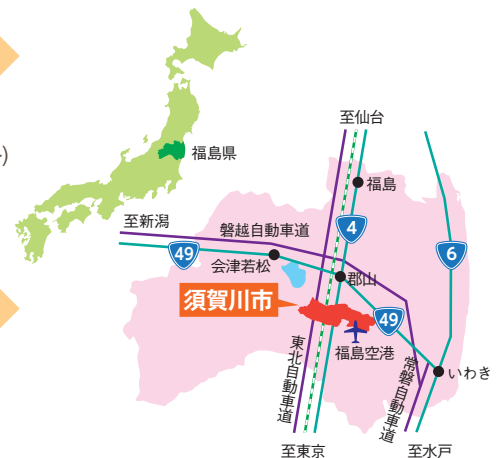 福島県
至仙台
福島
至新潟
磐越自動車道
4
49
会津若松
6
郡山
須賀川市
49
福島空港
東北自動車道
常磐自動車道
いわき
至東京
至水戸